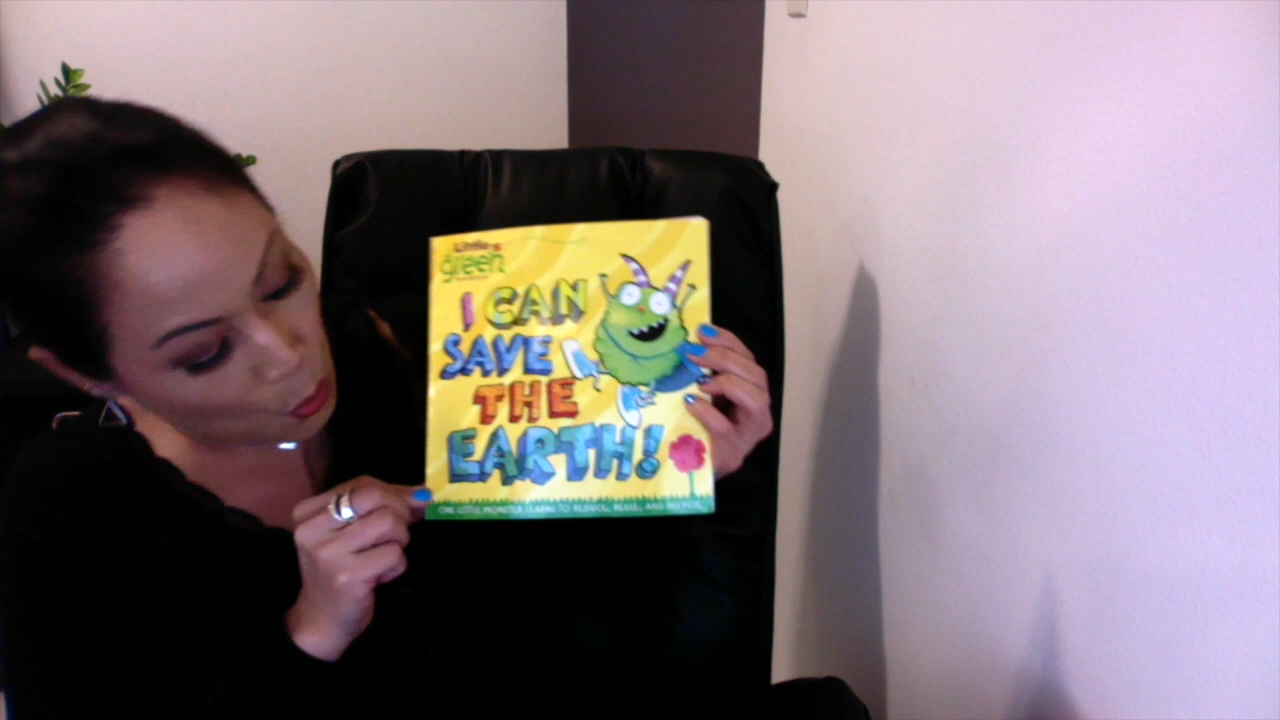 Little
green
I CAN
SAVE
THE
EARTH!
ONE LITTLE MONSTER LEARNS TO REDUCE, REUSE, AND RECYCLE